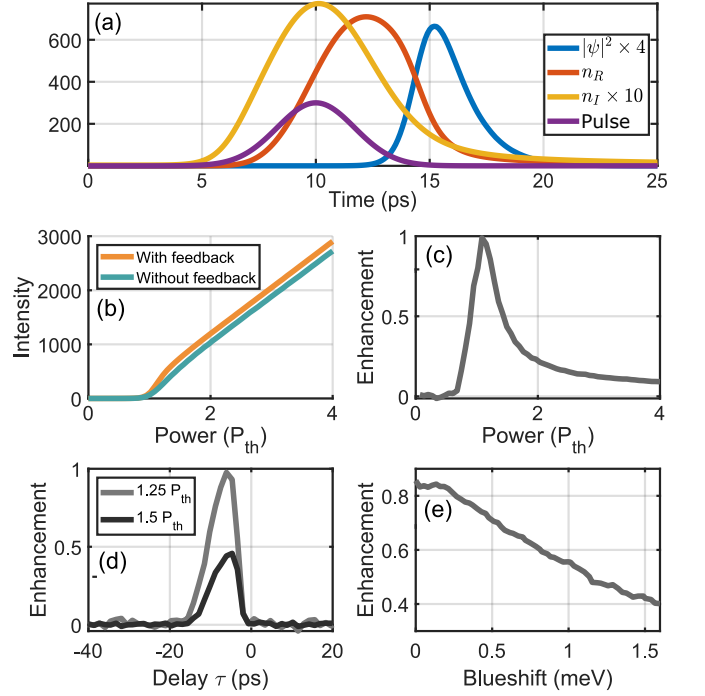 (a)
600
400
200
|ψ|² × 4
n_R
n_I × 10
Pulse
0 5 10 15 20 25
Time (ps)
3000
2000
1000
0
Intensity
With feedback
Without feedback
(b)
0 2 4
Power (P_th)
1
0.5
0
Enhancement
(c)
0 2 4
Power (P_th)
1
0.5
0
Enhancement
1.25 P_th
1.5 P_th
(d)
-40 -20 0 20
Delay τ (ps)
0.8
0.6
0.4
Enhancement
(e)
0 0.5 1 1.5
Blueshift (meV)